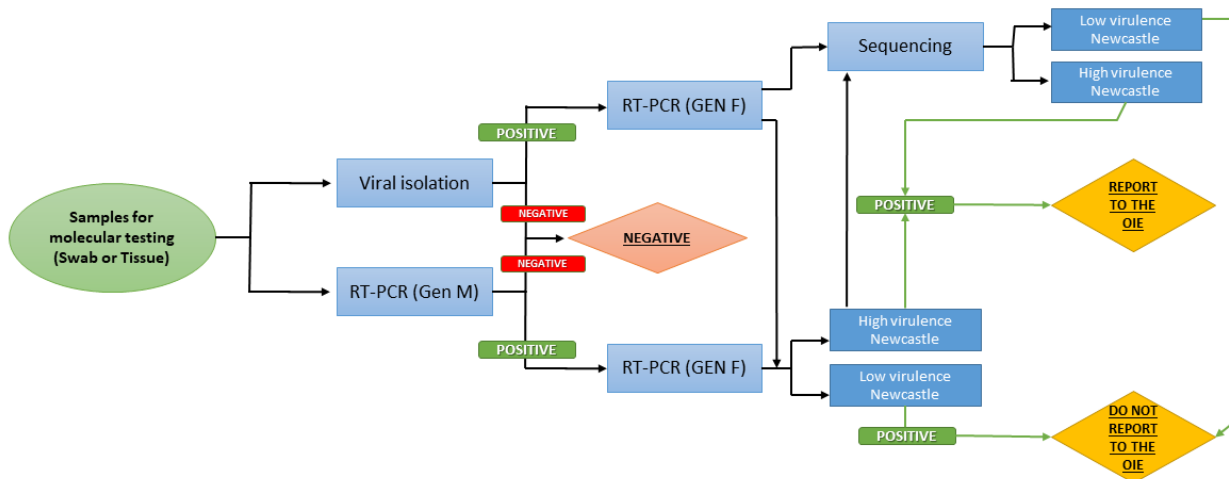 Low virulence
Newcastle
Sequencing
High virulence
Newcastle
RT-PCR (GEN F)
POSITIVE
Viral isolation
REPORT
TO THE
OIE
POSITIVE
Samples for
molecular testing
(Swab or Tissue)
NEGATIVE
NEGATIVE
NEGATIVE
RT-PCR (Gen M)
High virulence
Newcastle
POSITIVE
RT-PCR (GEN F)
Low virulence
Newcastle
POSITIVE
DO NOT
REPORT
TO THE
OIE